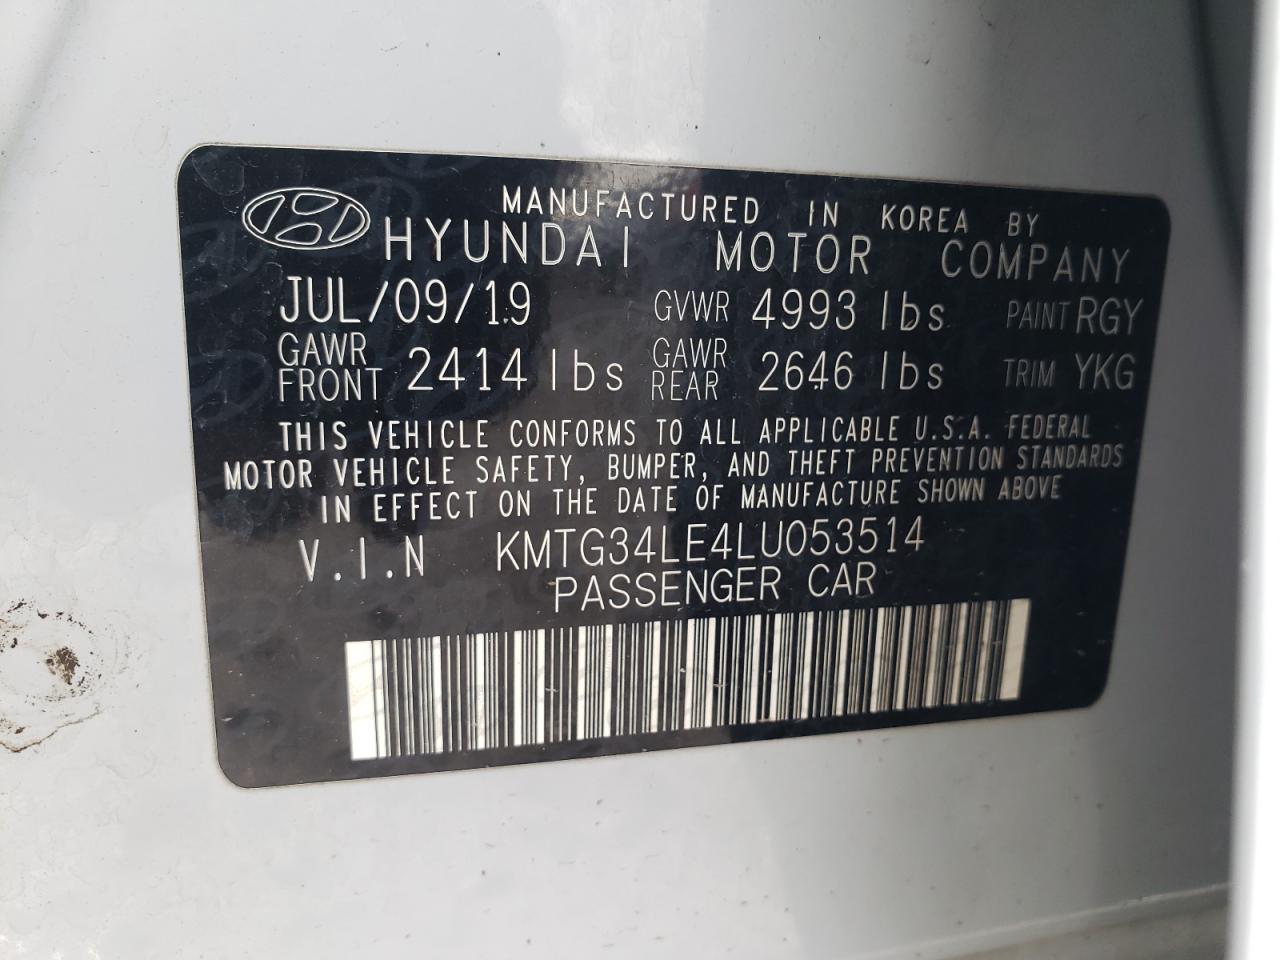 MANUFACTURED IN KOREA BY
HYUNDAI MOTOR COMPANY
JUL/09/19 GVWR 4993 lbs PAINT RGY
GAWR FRONT 2414 lbs GAWR REAR 2646 lbs TRIM YKG
THIS VEHICLE CONFORMS TO ALL APPLICABLE U.S.A. FEDERAL
MOTOR VEHICLE SAFETY, BUMPER, AND THEFT PREVENTION STANDARDS
IN EFFECT ON THE DATE OF MANUFACTURE SHOWN ABOVE
V.I.N KMTG34LE4LU053514
PASSENGER CAR